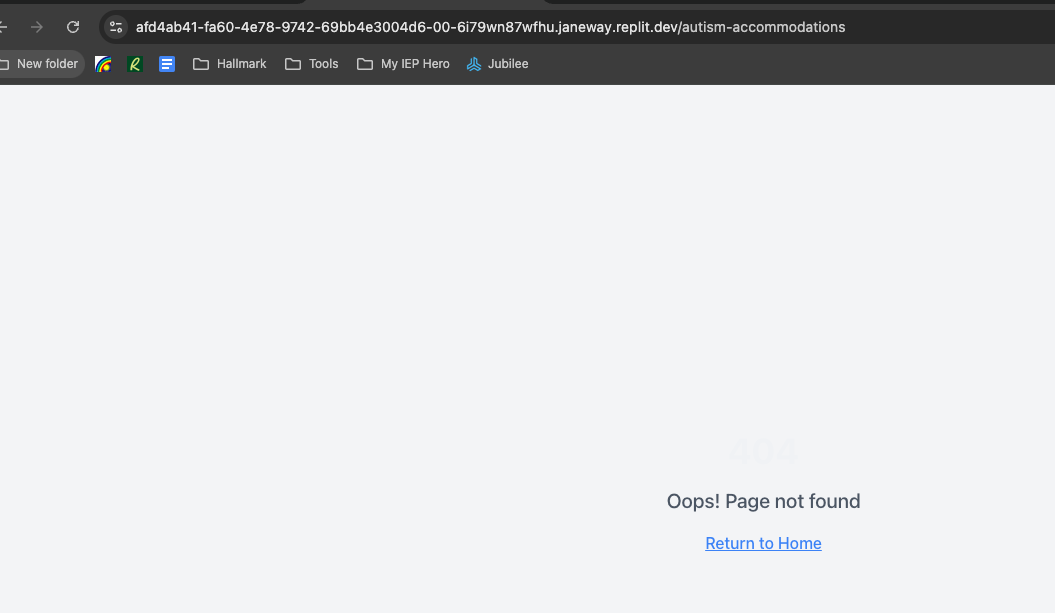 afd4ab41-fa60-4e78-9742-69bb4e3004d6-00-6i79wn87wfhu.janeway.replit.dev/autism-accommodations
New folder
Hallmark
Tools
My IEP Hero
Jubilee
404
Oops! Page not found
Return to Home